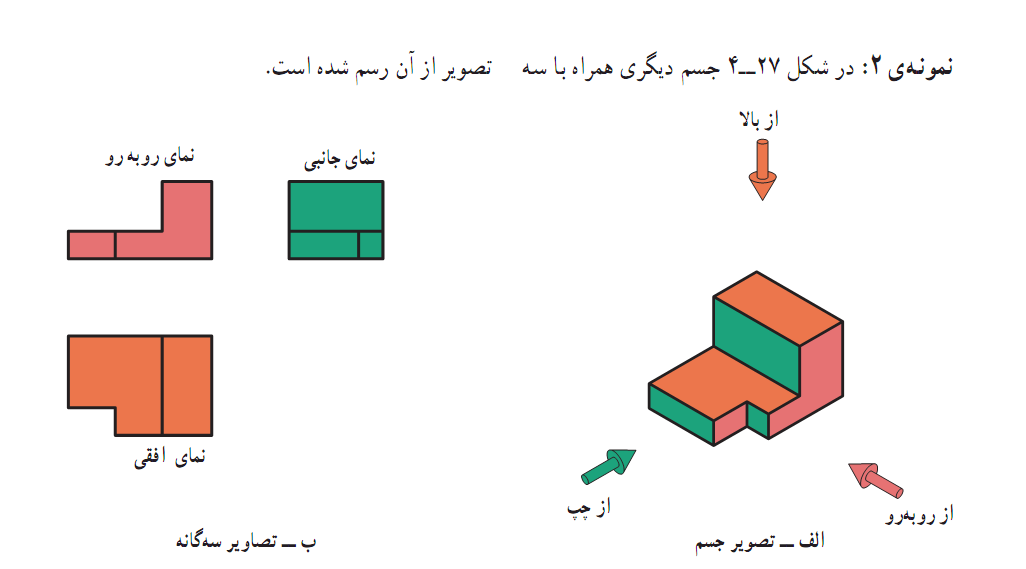 نمونه‌ی ۲: در شکل ۲۷ــ۴ جسم دیگری همراه با سه تصویر از آن رسم شده است.
از بالا
نمای جانبی
نمای روبه رو
نمای افقی
از چپ
از روبه‌رو
الف ــ تصویر جسم
ب ــ تصاویر سه‌گانه